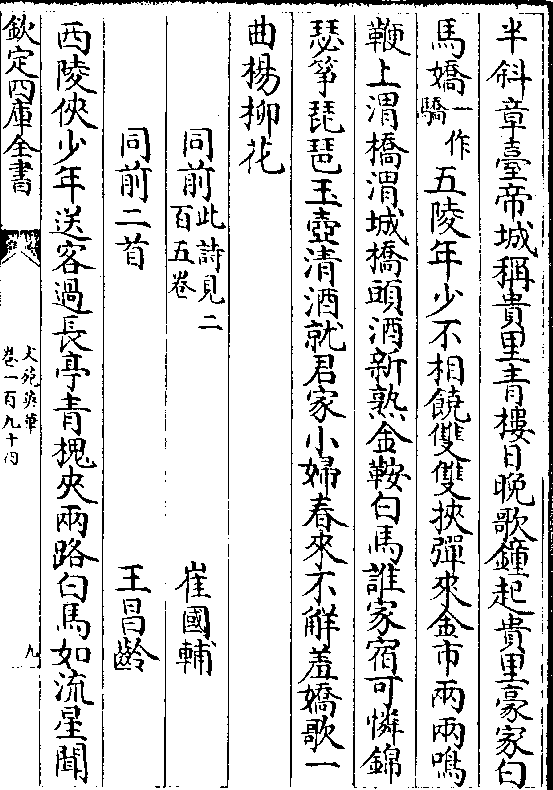 半斜章臺帝城稱貴里青樓日晚歌鐘起貴里豪家白
馬嬌一作驕五陵年少不相饒雙雙挾彈來金市兩兩鳴
鞭上渭橋渭城橋頭酒新熟金鞍白馬誰家宿可憐錦
瑟箏琵琶玉壺清酒就君家小婦春來不解羞嬌歌一
曲楊柳花
同前此詩見二百五卷 崔國輔
同前二首 王昌齡
西陵俠少年送客過長亭青槐夾兩路白馬如流星聞
欽定四庫全書 文苑英華 卷一百九十四 九